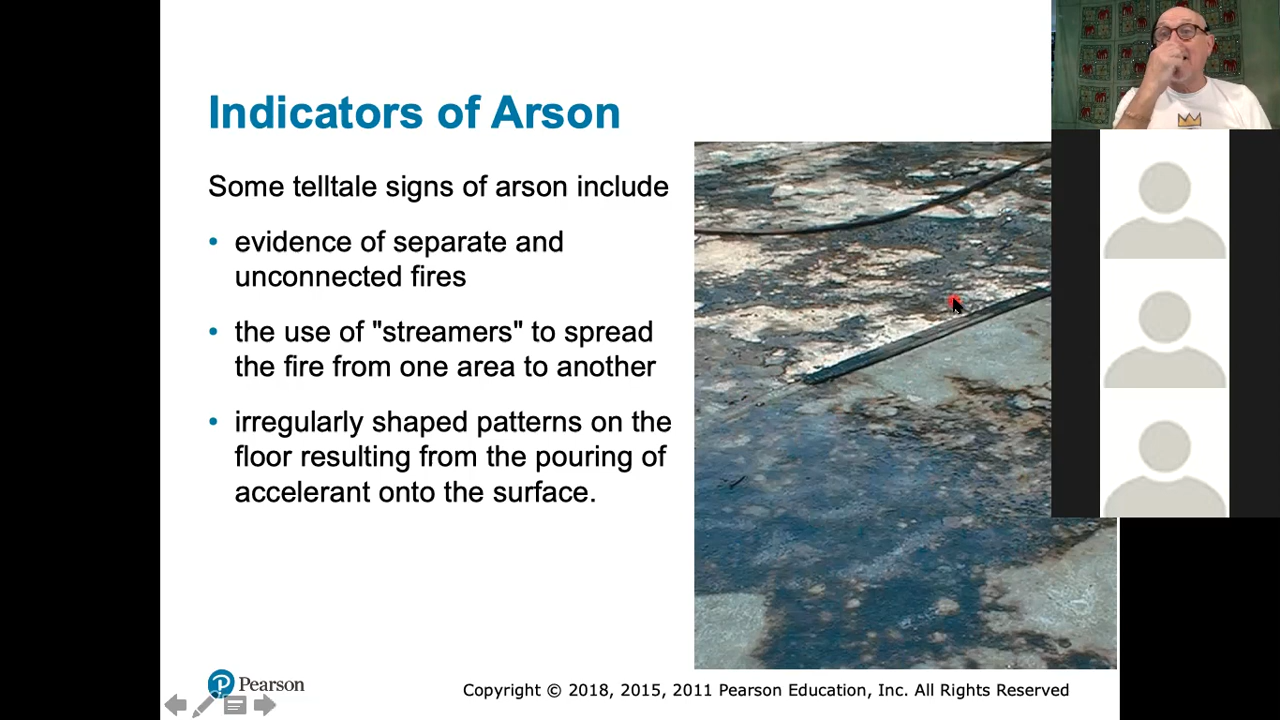 Indicators of Arson
Some telltale signs of arson include
• evidence of separate and
unconnected fires
• the use of "streamers" to spread
the fire from one area to another
• irregularly shaped patterns on the
floor resulting from the pouring of
accelerant onto the surface.
P Pearson
Copyright © 2018, 2015, 2011 Pearson Education, Inc. All Rights Reserved